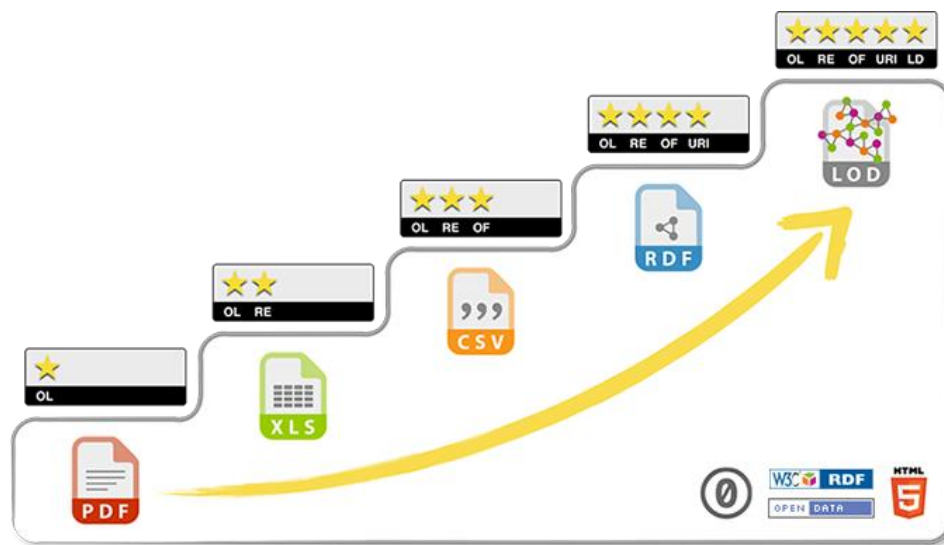 OL RE OF URI LD
OL RE OF URI
LOD
OL RE OF
RDF
OL RE
CSV
OL
XLS
PDF
0
W3C RDF
OPEN DATA
HTML
5